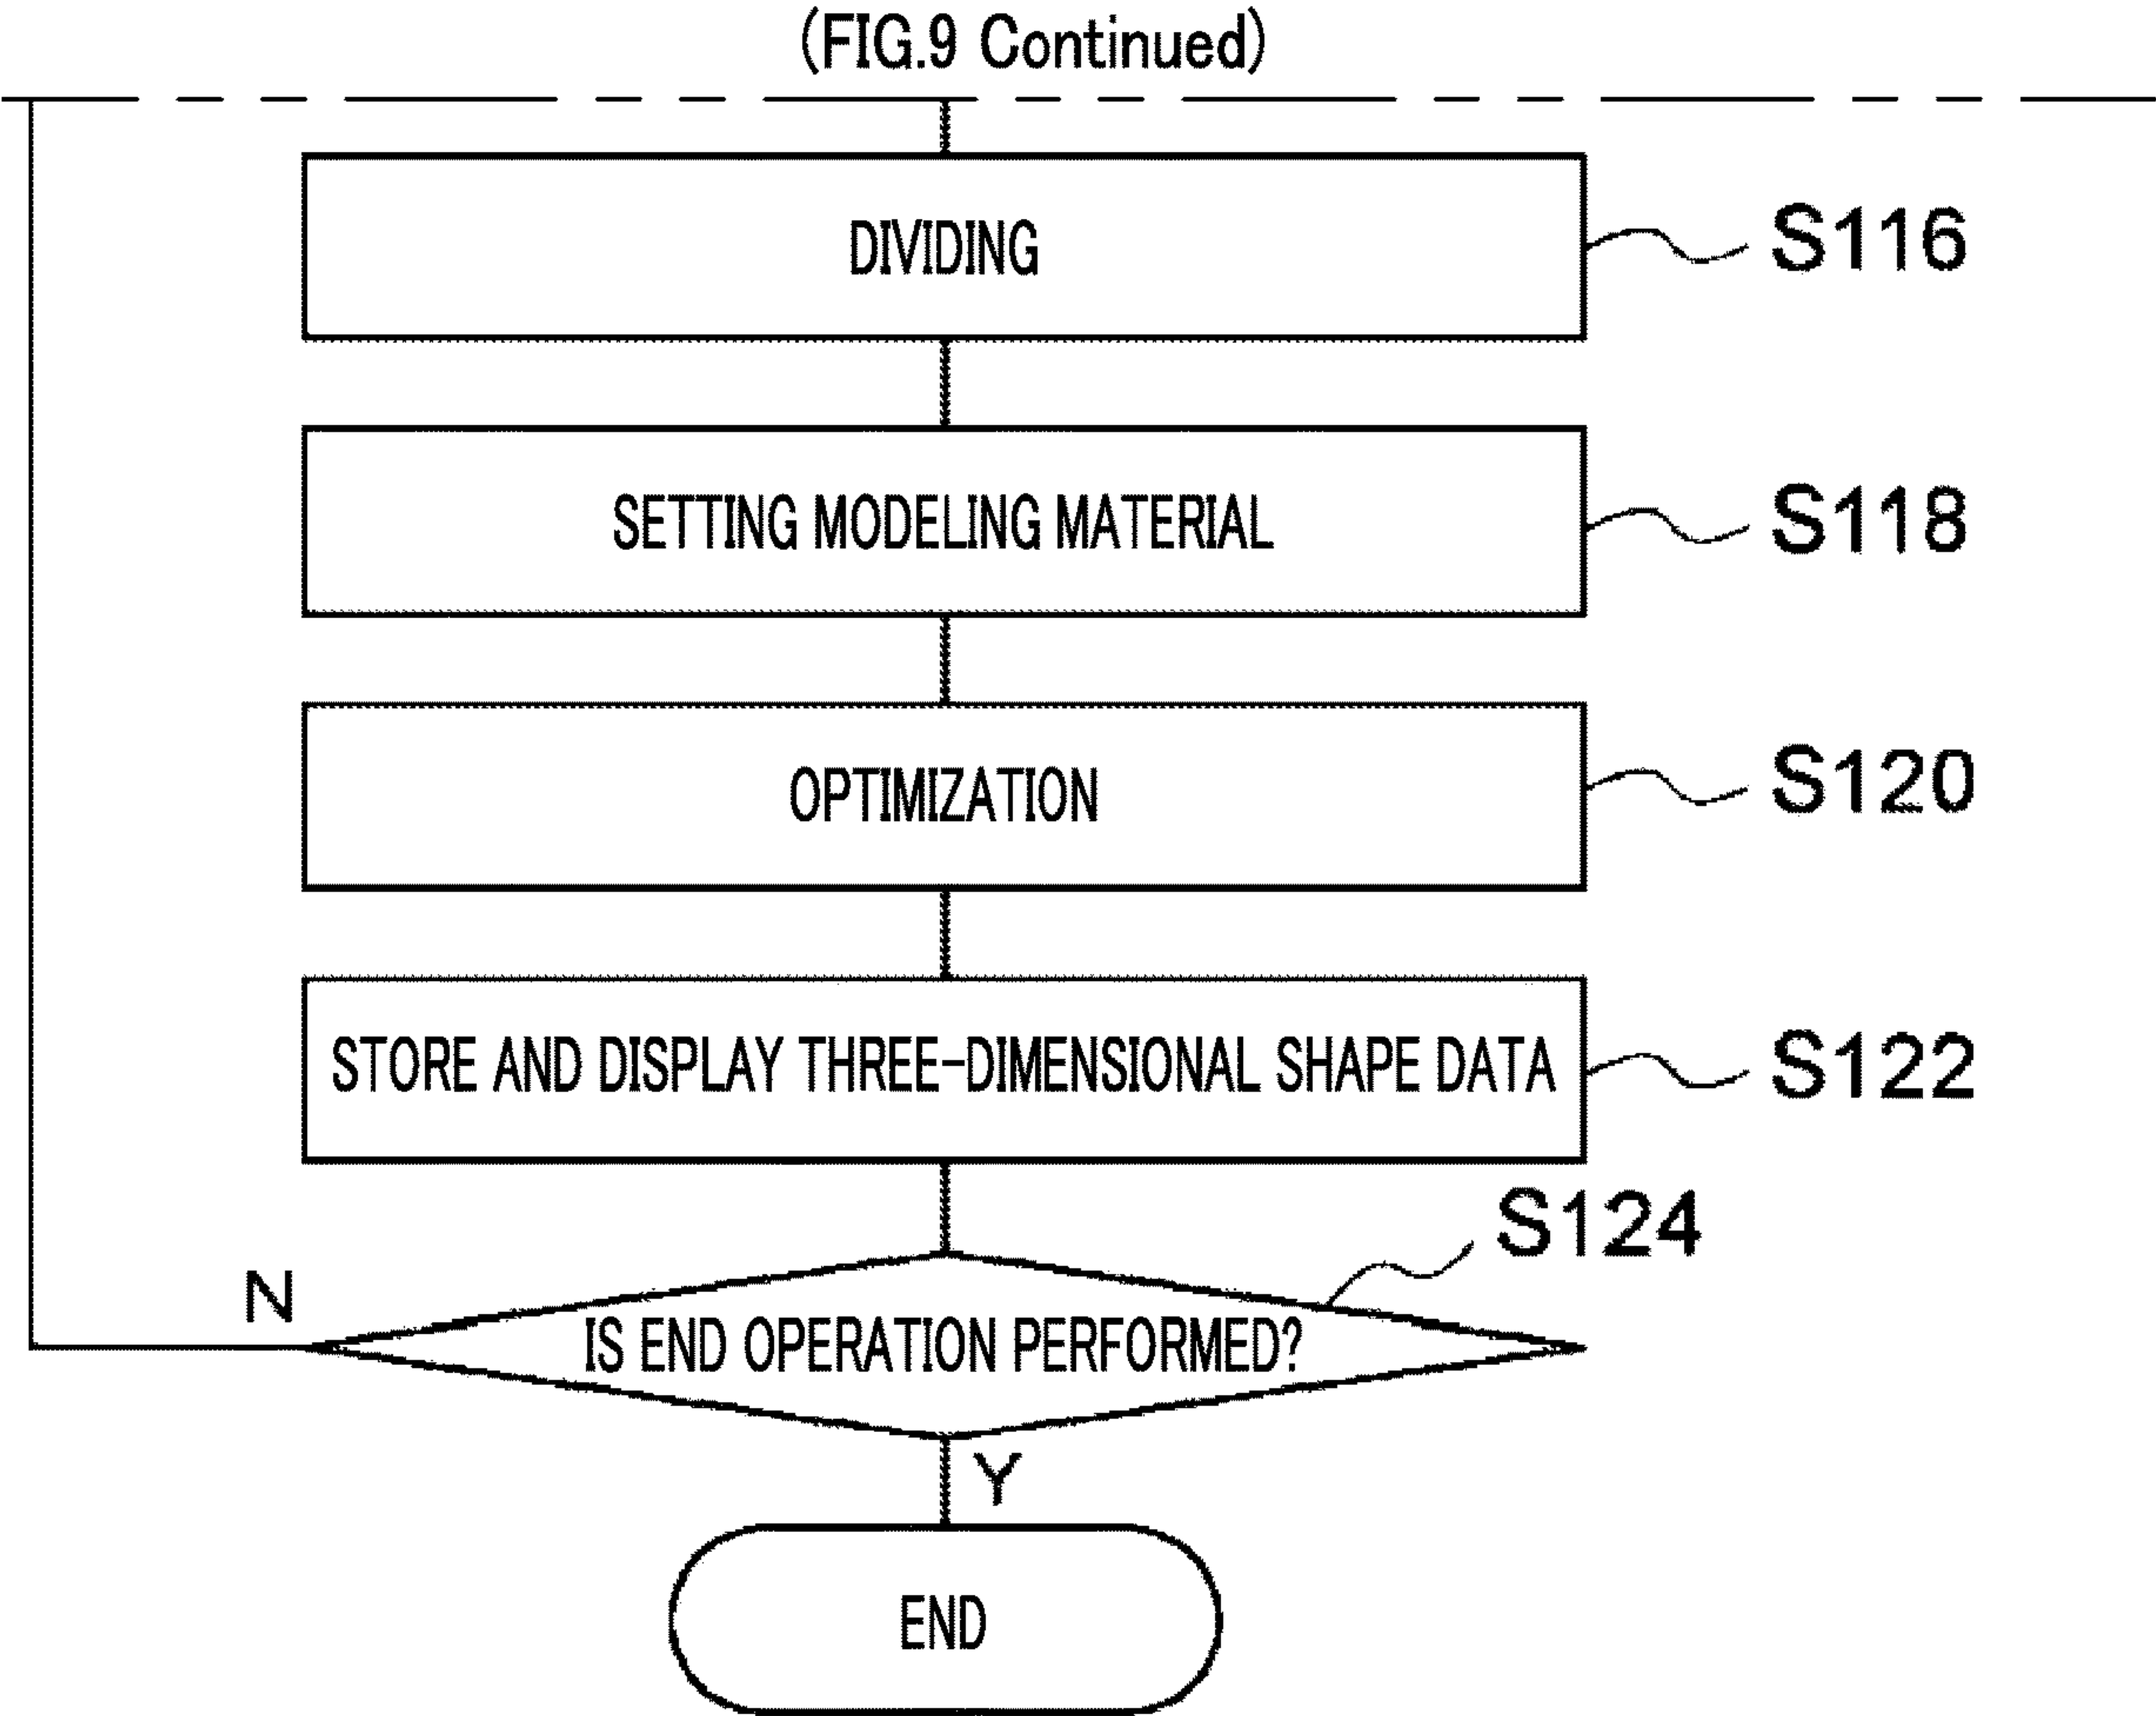 (FIG.9 Continued)
DIVIDING
S116
SETTING MODELING MATERIAL
S118
OPTIMIZATION
S120
STORE AND DISPLAY THREE-DIMENSIONAL SHAPE DATA
S122
S124
N
IS END OPERATION PERFORMED?
Y
END